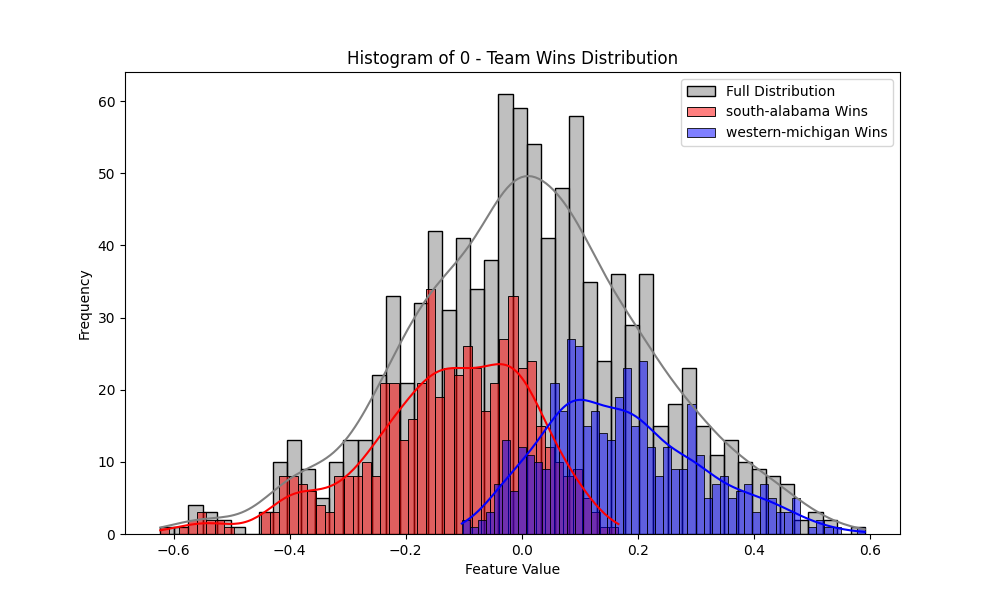 Histogram of 0 - Team Wins Distribution
Full Distribution
south-alabama Wins
western-michigan Wins
60
50
40
30
20
10
0
Frequency
−0.6
−0.4
−0.2
0.0
0.2
0.4
0.6
Feature Value